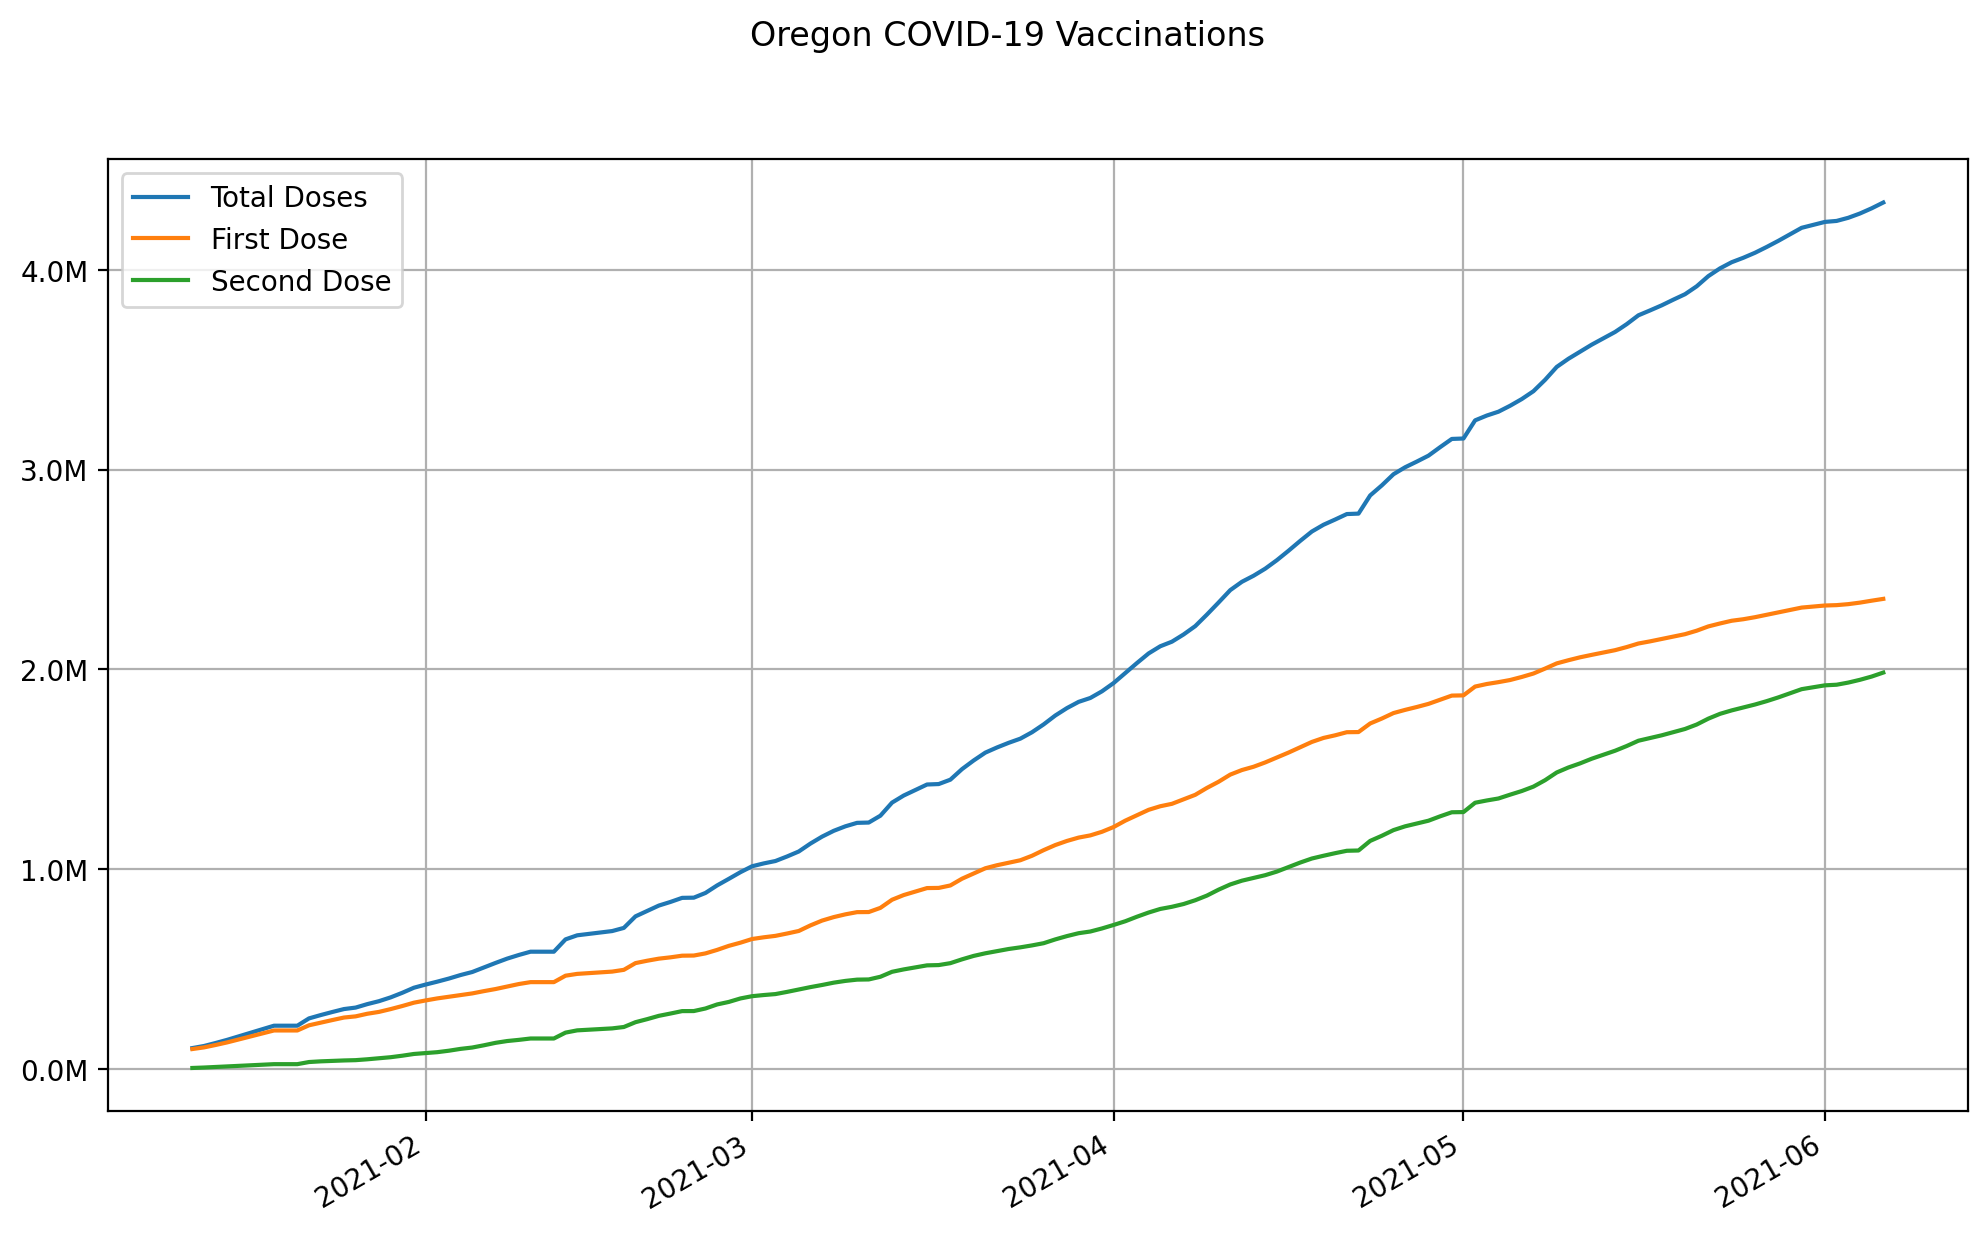 Oregon COVID-19 Vaccinations
Total Doses
First Dose
Second Dose
4.0M
3.0M
2.0M
1.0M
0.0M
2021-02
2021-03
2021-04
2021-05
2021-06